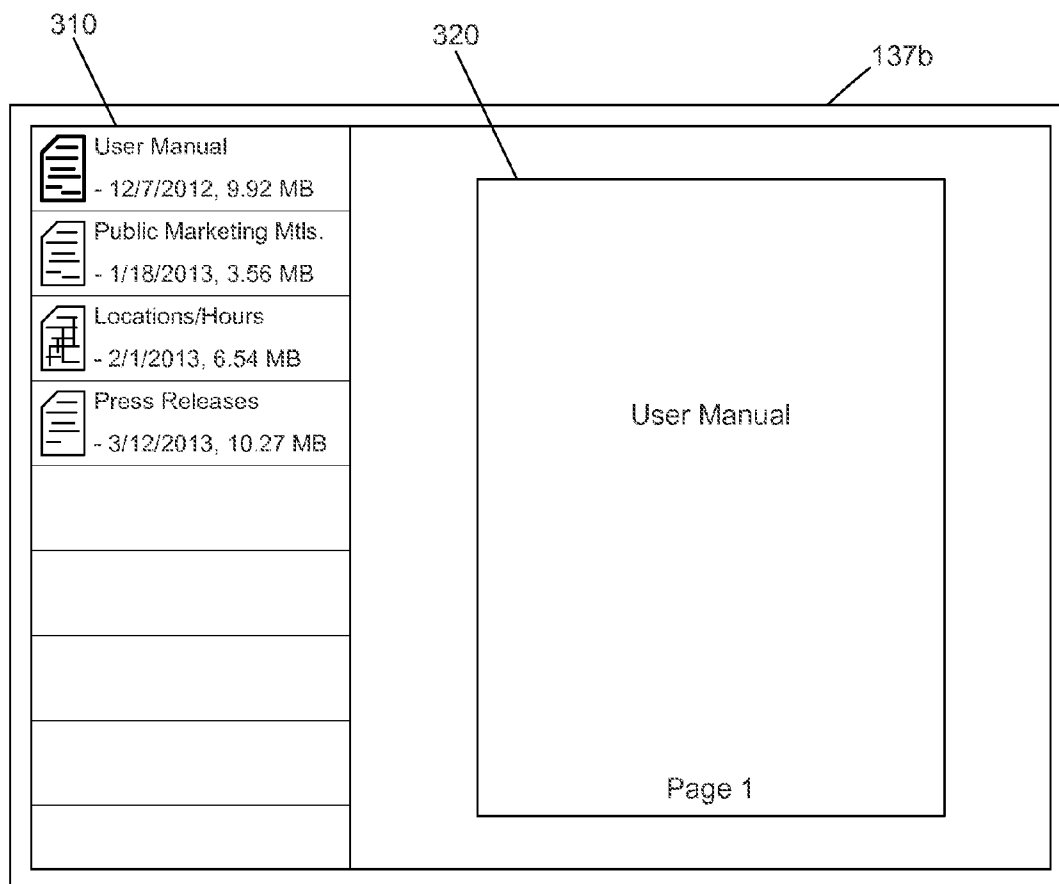 310
320
137b
User Manual
- 12/7/2012, 9.92 MB
Public Marketing Mtls.
- 1/18/2013, 3.56 MB
Locations/Hours
- 2/1/2013, 6.54 MB
Press Releases
- 3/12/2013, 10.27 MB
User Manual
Page 1